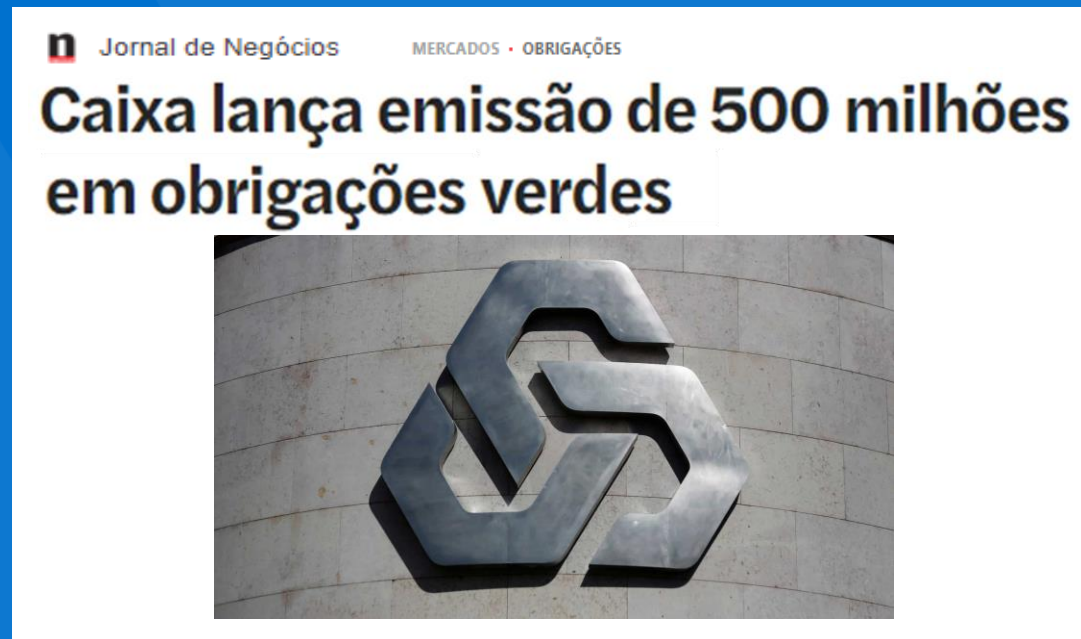 n Jornal de Negócios MERCADOS • OBRIGAÇÕES
Caixa lança emissão de 500 milhões
em obrigações verdes